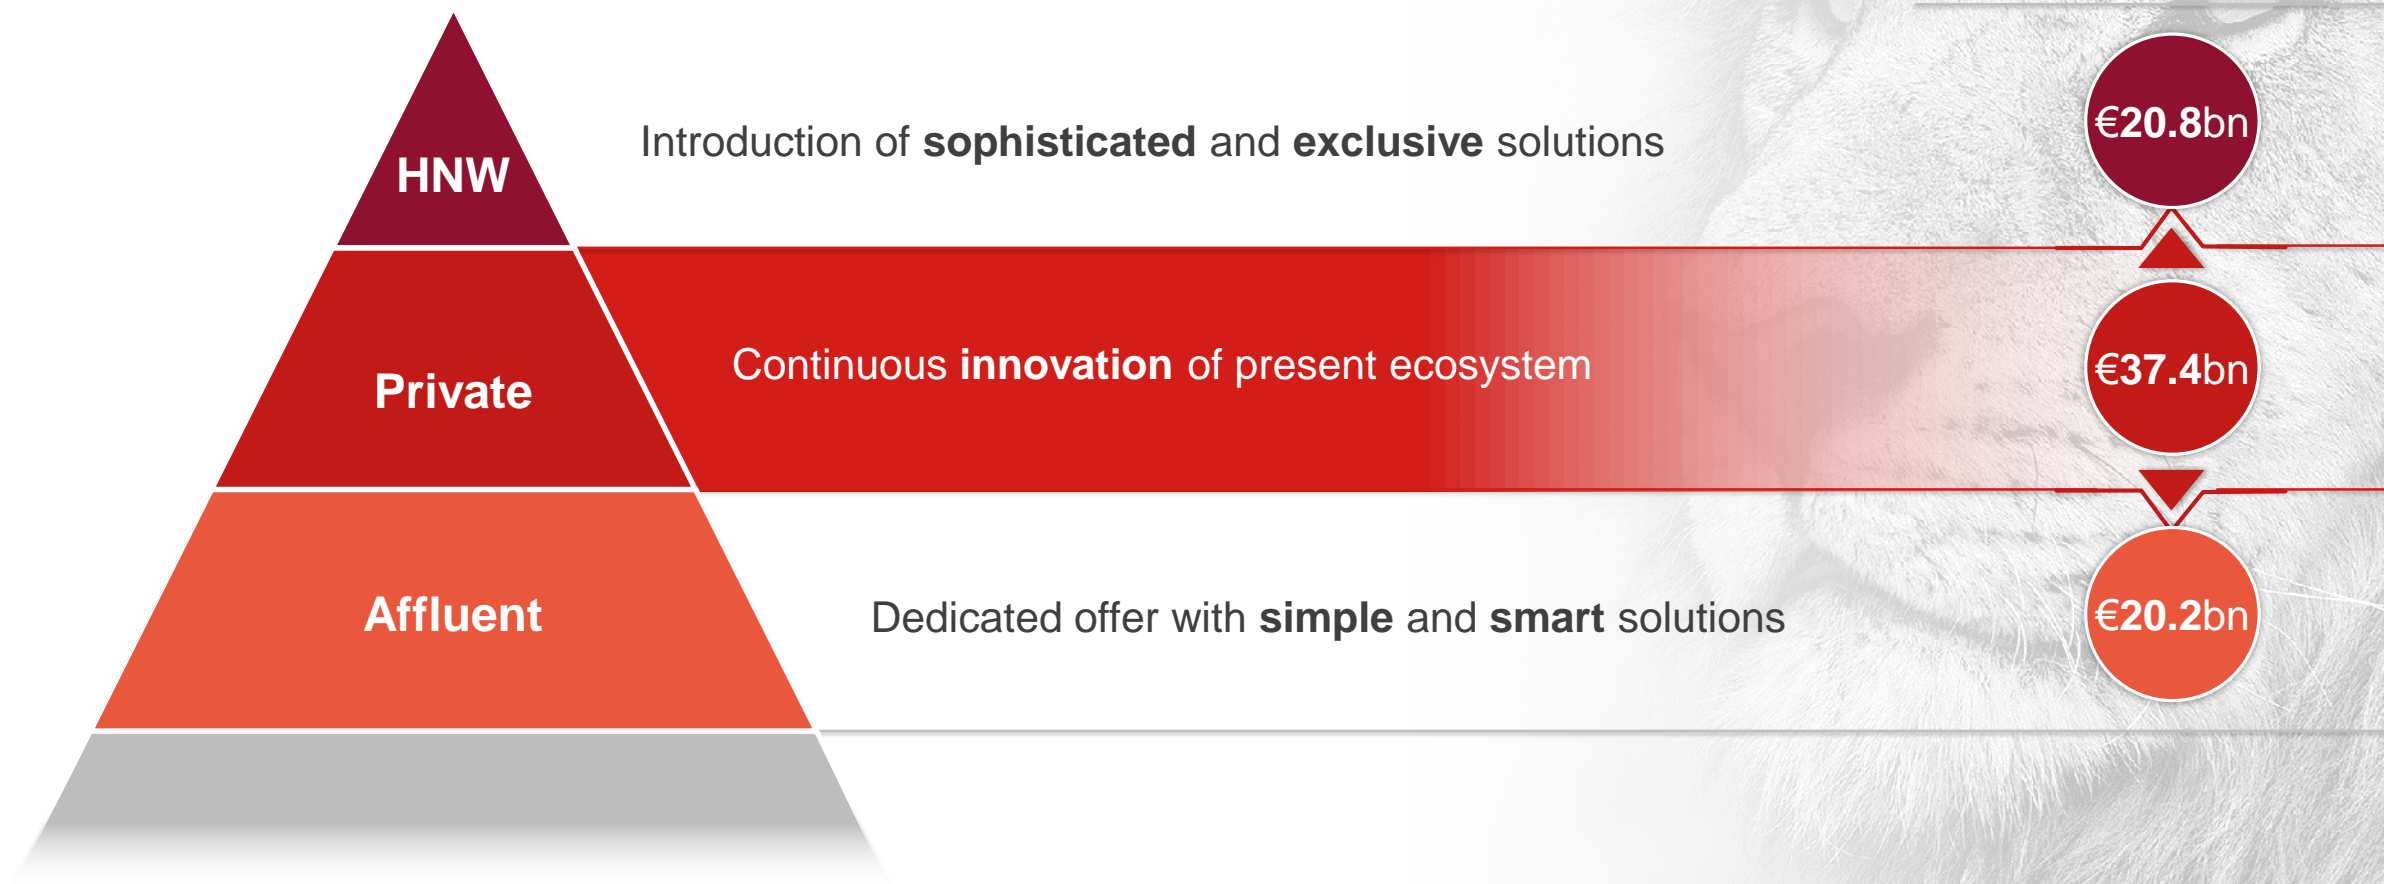 HNW
Introduction of sophisticated and exclusive solutions
€20.8bn
Private
Continuous innovation of present ecosystem
€37.4bn
Affluent
Dedicated offer with simple and smart solutions
€20.2bn